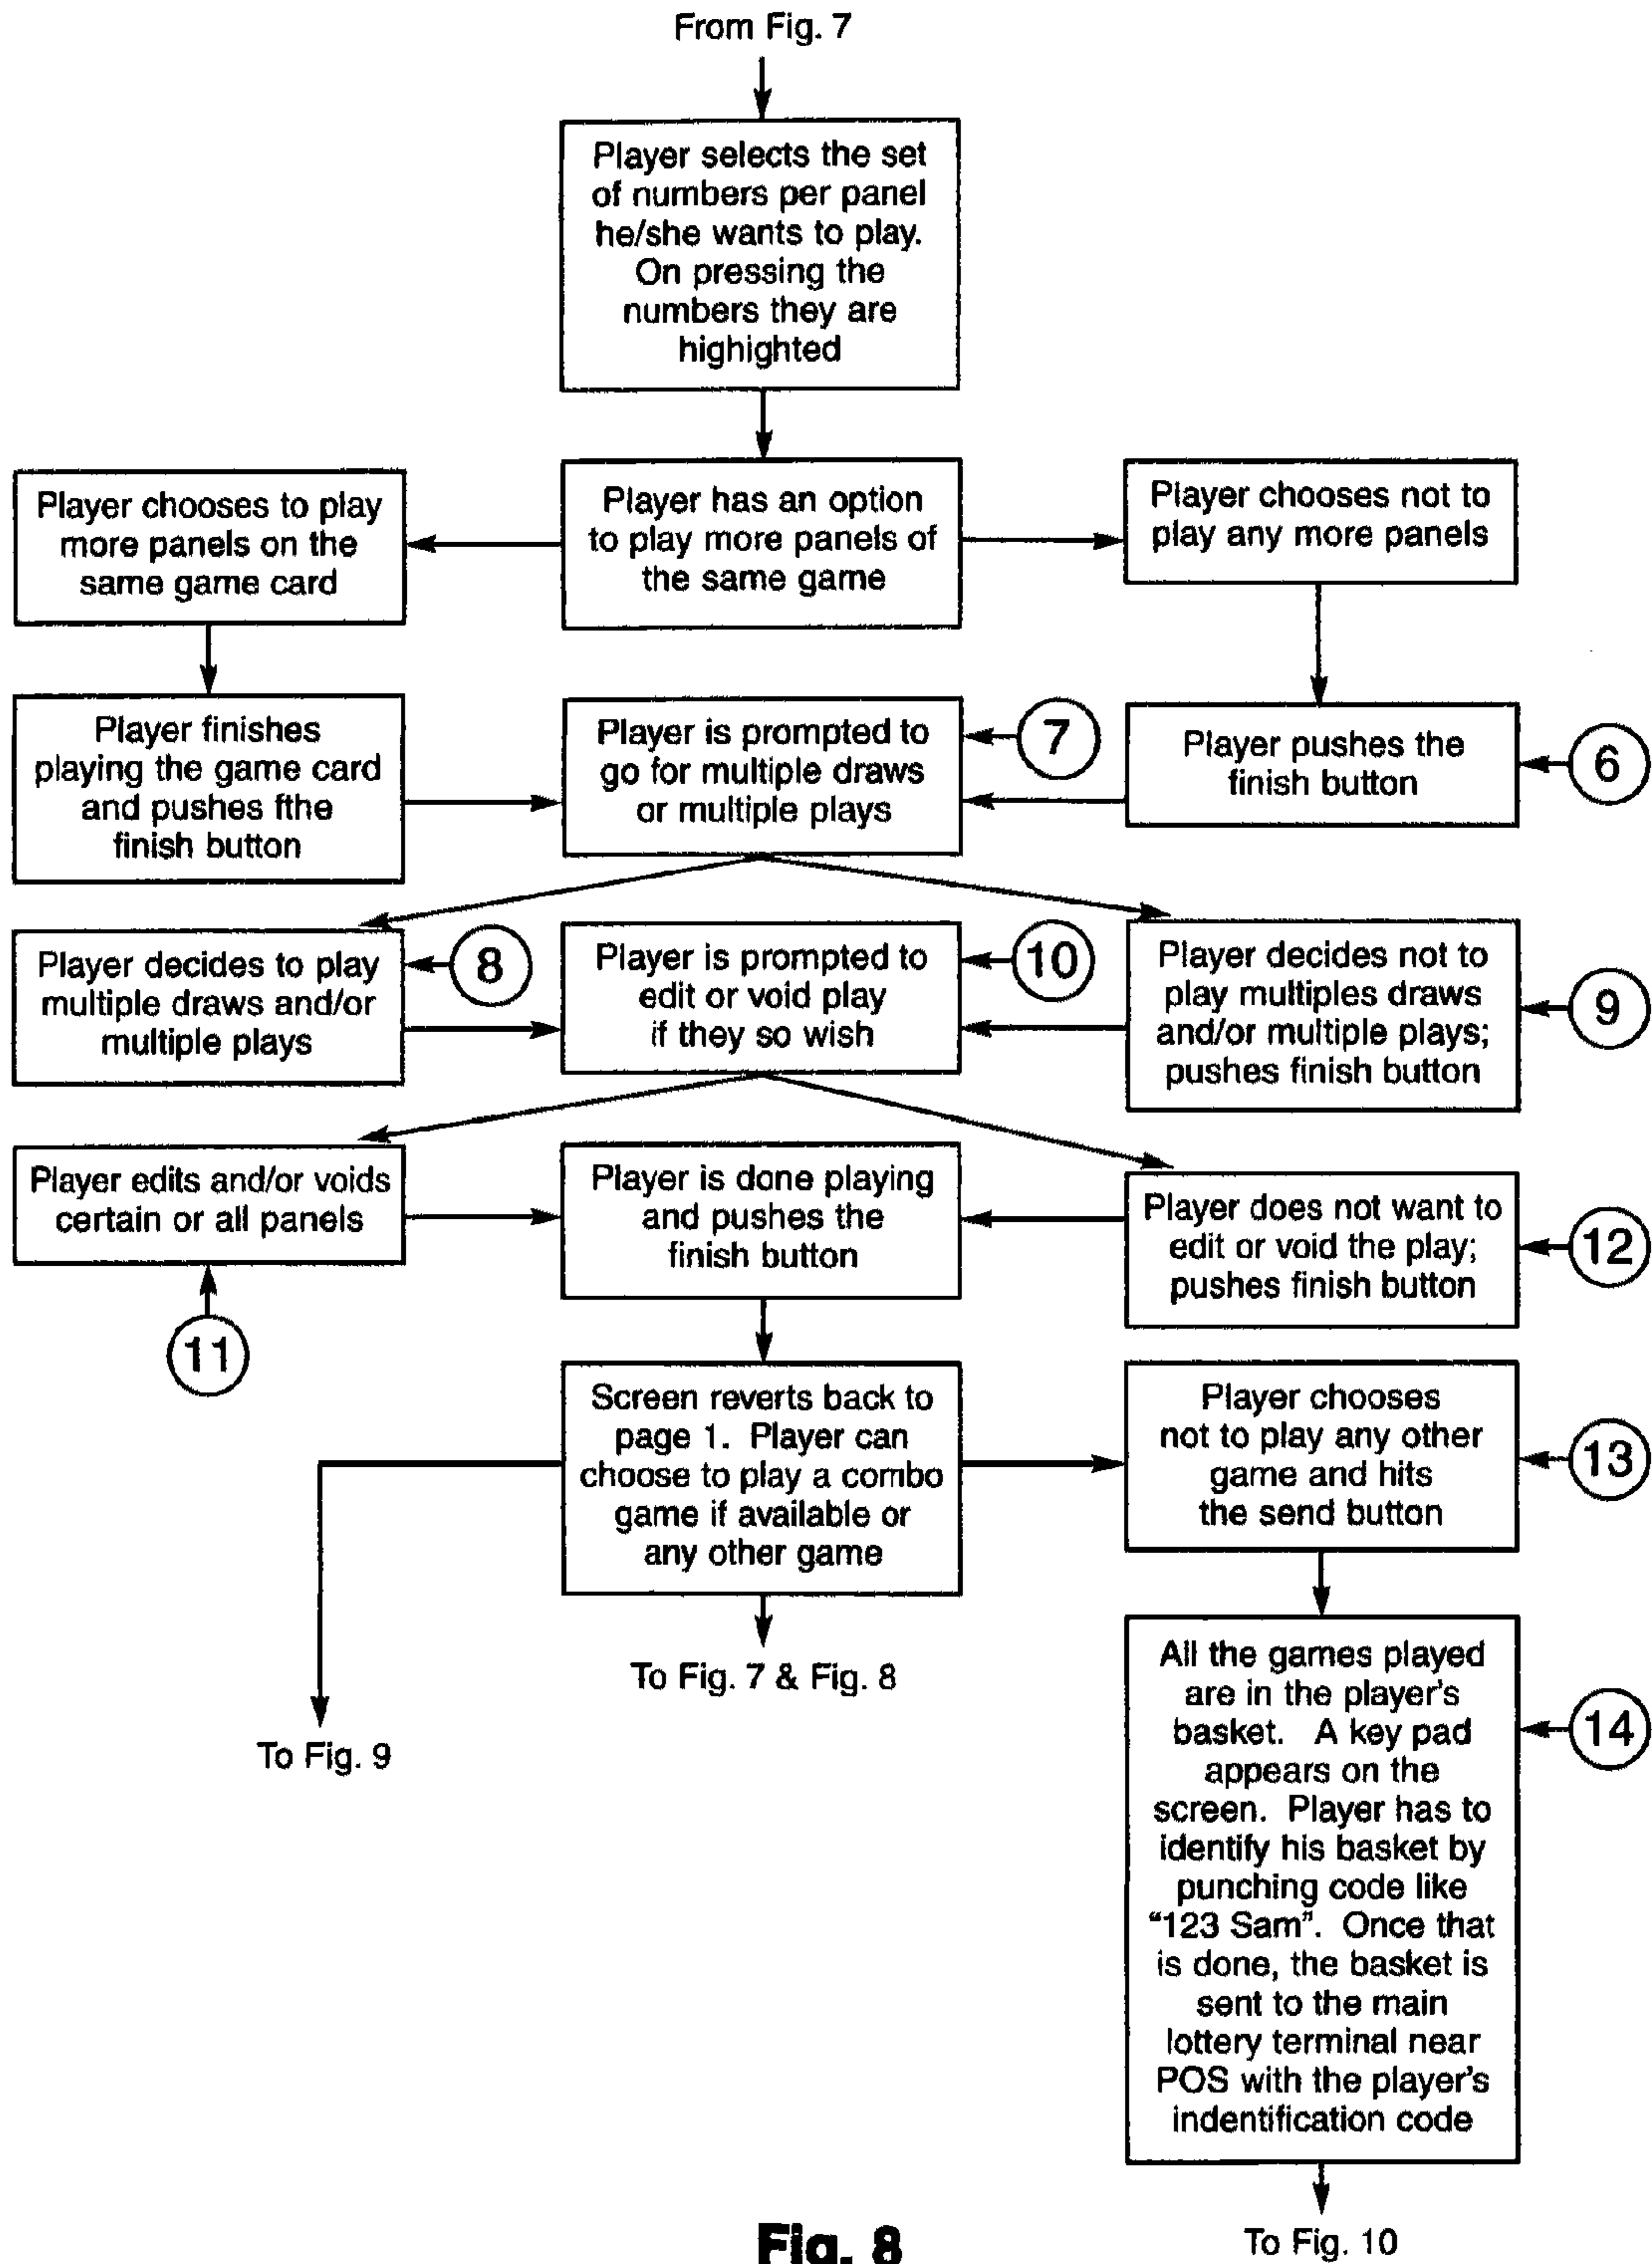 From Fig. 7
Player selects the set
of numbers per panel
he/she wants to play.
On pressing the
numbers they are
highighted
Player chooses to play
more panels on the
same game card
Player has an option
to play more panels of
the same game
Player chooses not to
play any more panels
Player finishes
playing the game card
and pushes fthe
finish button
Player is prompted to
go for multiple draws
or multiple plays
7
Player pushes the
finish button
6
Player decides to play
multiple draws and/or
multiple plays
8
Player is prompted to
edit or void play
if they so wish
10
Player decides not to
play multiples draws
and/or multiple plays;
pushes finish button
9
Player edits and/or voids
certain or all panels
11
Player is done playing
and pushes the
finish button
Player does not want to
edit or void the play;
pushes finish button
12
Screen reverts back to
page 1. Player can
choose to play a combo
game if available or
any other game
Player chooses
not to play any other
game and hits
the send button
13
To Fig. 9
To Fig. 7 & Fig. 8
All the games played
are in the player's
basket. A key pad
appears on the
screen. Player has to
identify his basket by
punching code like
“123 Sam”. Once that
is done, the basket is
sent to the main
lottery terminal near
POS with the player's
indentification code
14
To Fig. 10
Fig. 8